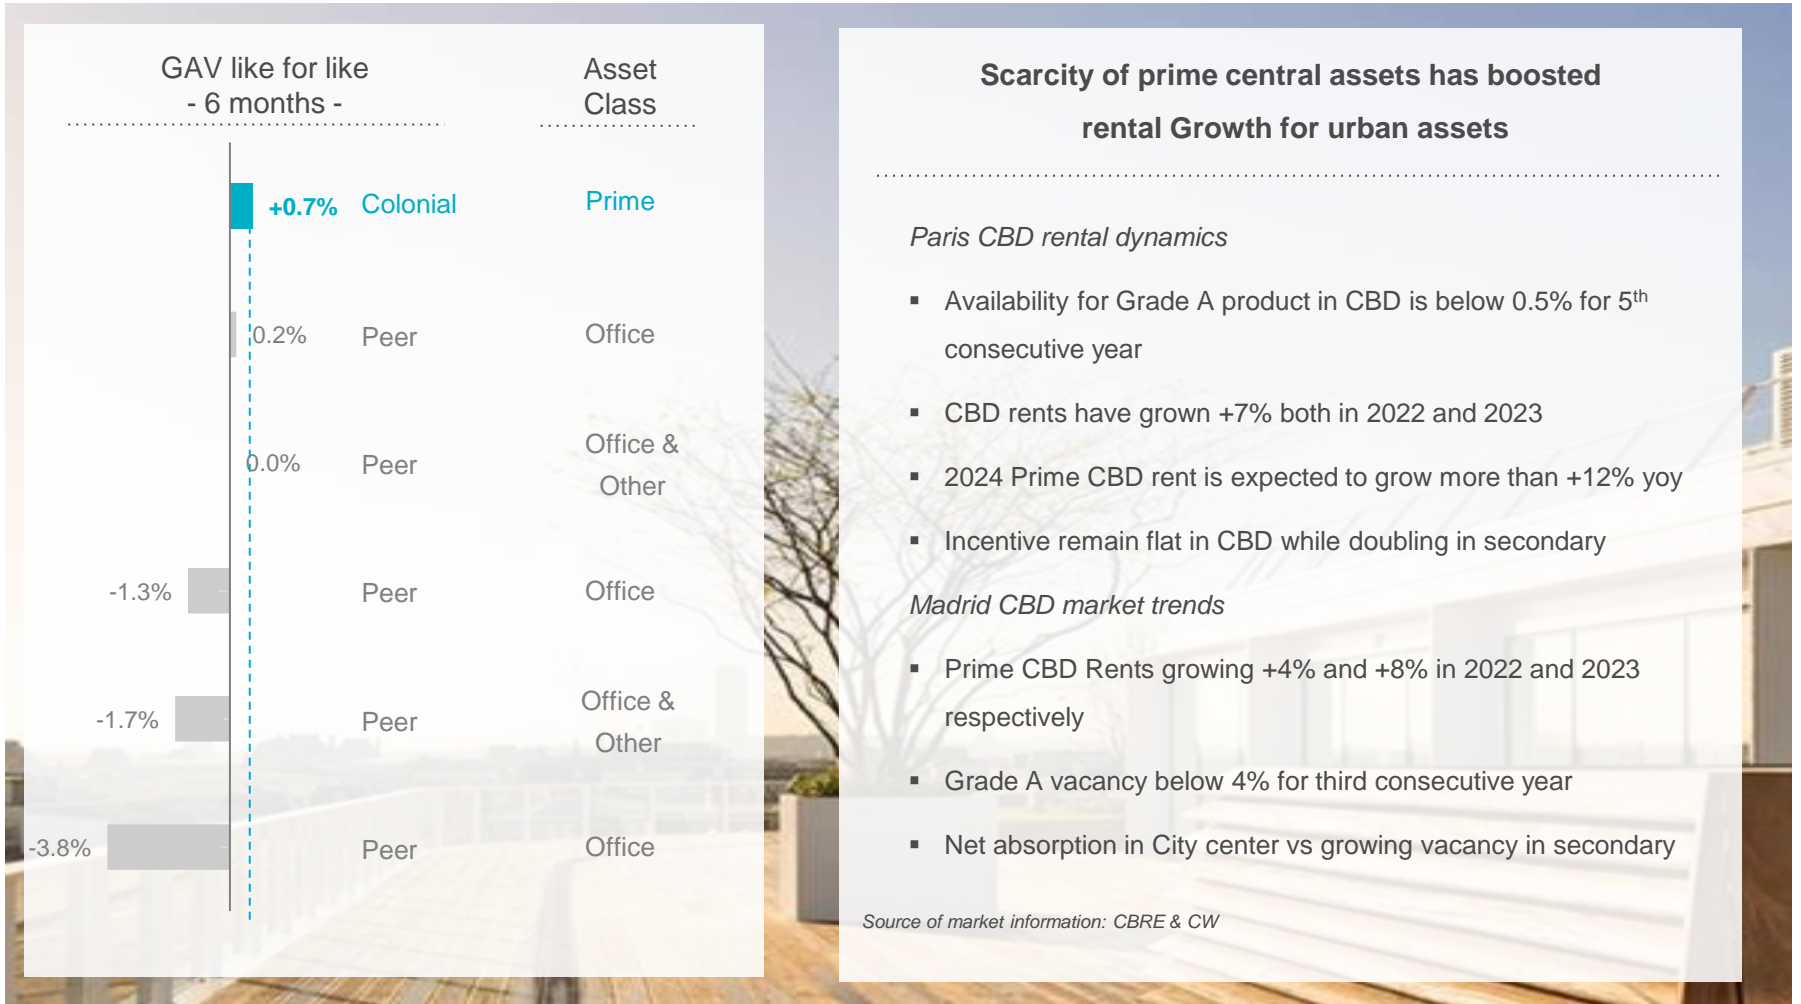 GAV like for like
- 6 months -
Asset
Class
+0.7% Colonial Prime
0.2% Peer Office
0.0% Peer Office &
Other
-1.3% Peer Office
-1.7% Peer Office &
Other
-3.8% Peer Office
Scarcity of prime central assets has boosted
rental Growth for urban assets
Paris CBD rental dynamics
▪ Availability for Grade A product in CBD is below 0.5% for 5th
consecutive year
▪ CBD rents have grown +7% both in 2022 and 2023
▪ 2024 Prime CBD rent is expected to grow more than +12% yoy
▪ Incentive remain flat in CBD while doubling in secondary
Madrid CBD market trends
▪ Prime CBD Rents growing +4% and +8% in 2022 and 2023
respectively
▪ Grade A vacancy below 4% for third consecutive year
▪ Net absorption in City center vs growing vacancy in secondary
Source of market information: CBRE & CW